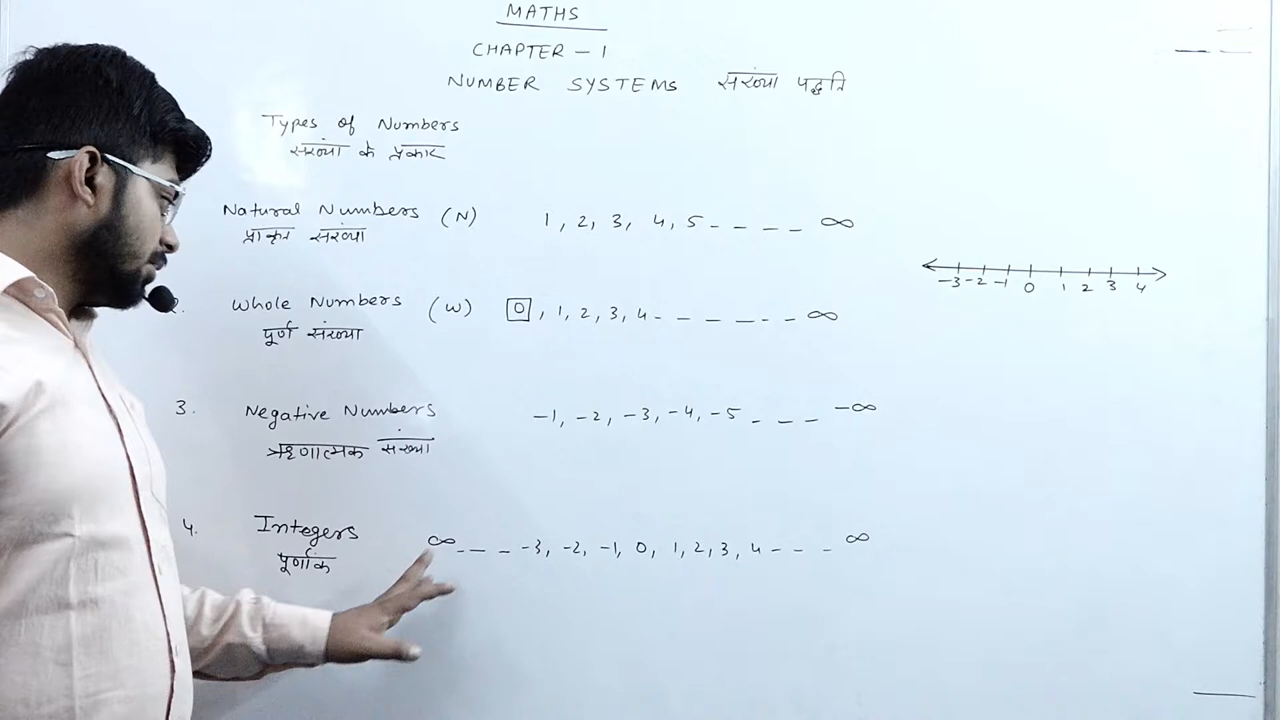 MATHS
CHAPTER - 1
NUMBER SYSTEMS संख्या पद्धति
Types of Numbers
संख्या के प्रकार
Natural Numbers (N) 1, 2, 3, 4, 5 - - - - ∞
प्राकृत संख्या
2. Whole Numbers (W) 0, 1, 2, 3, 4 - - - - - - ∞
पूर्ण संख्या
-3 -2 -1 0 1 2 3 4
3. Negative Numbers -1, -2, -3, -4, -5 - - - -∞
ऋणात्मक संख्या
4. Integers ∞ - - - -3, -2, -1, 0, 1, 2, 3, 4 - - - ∞
पूर्णांक